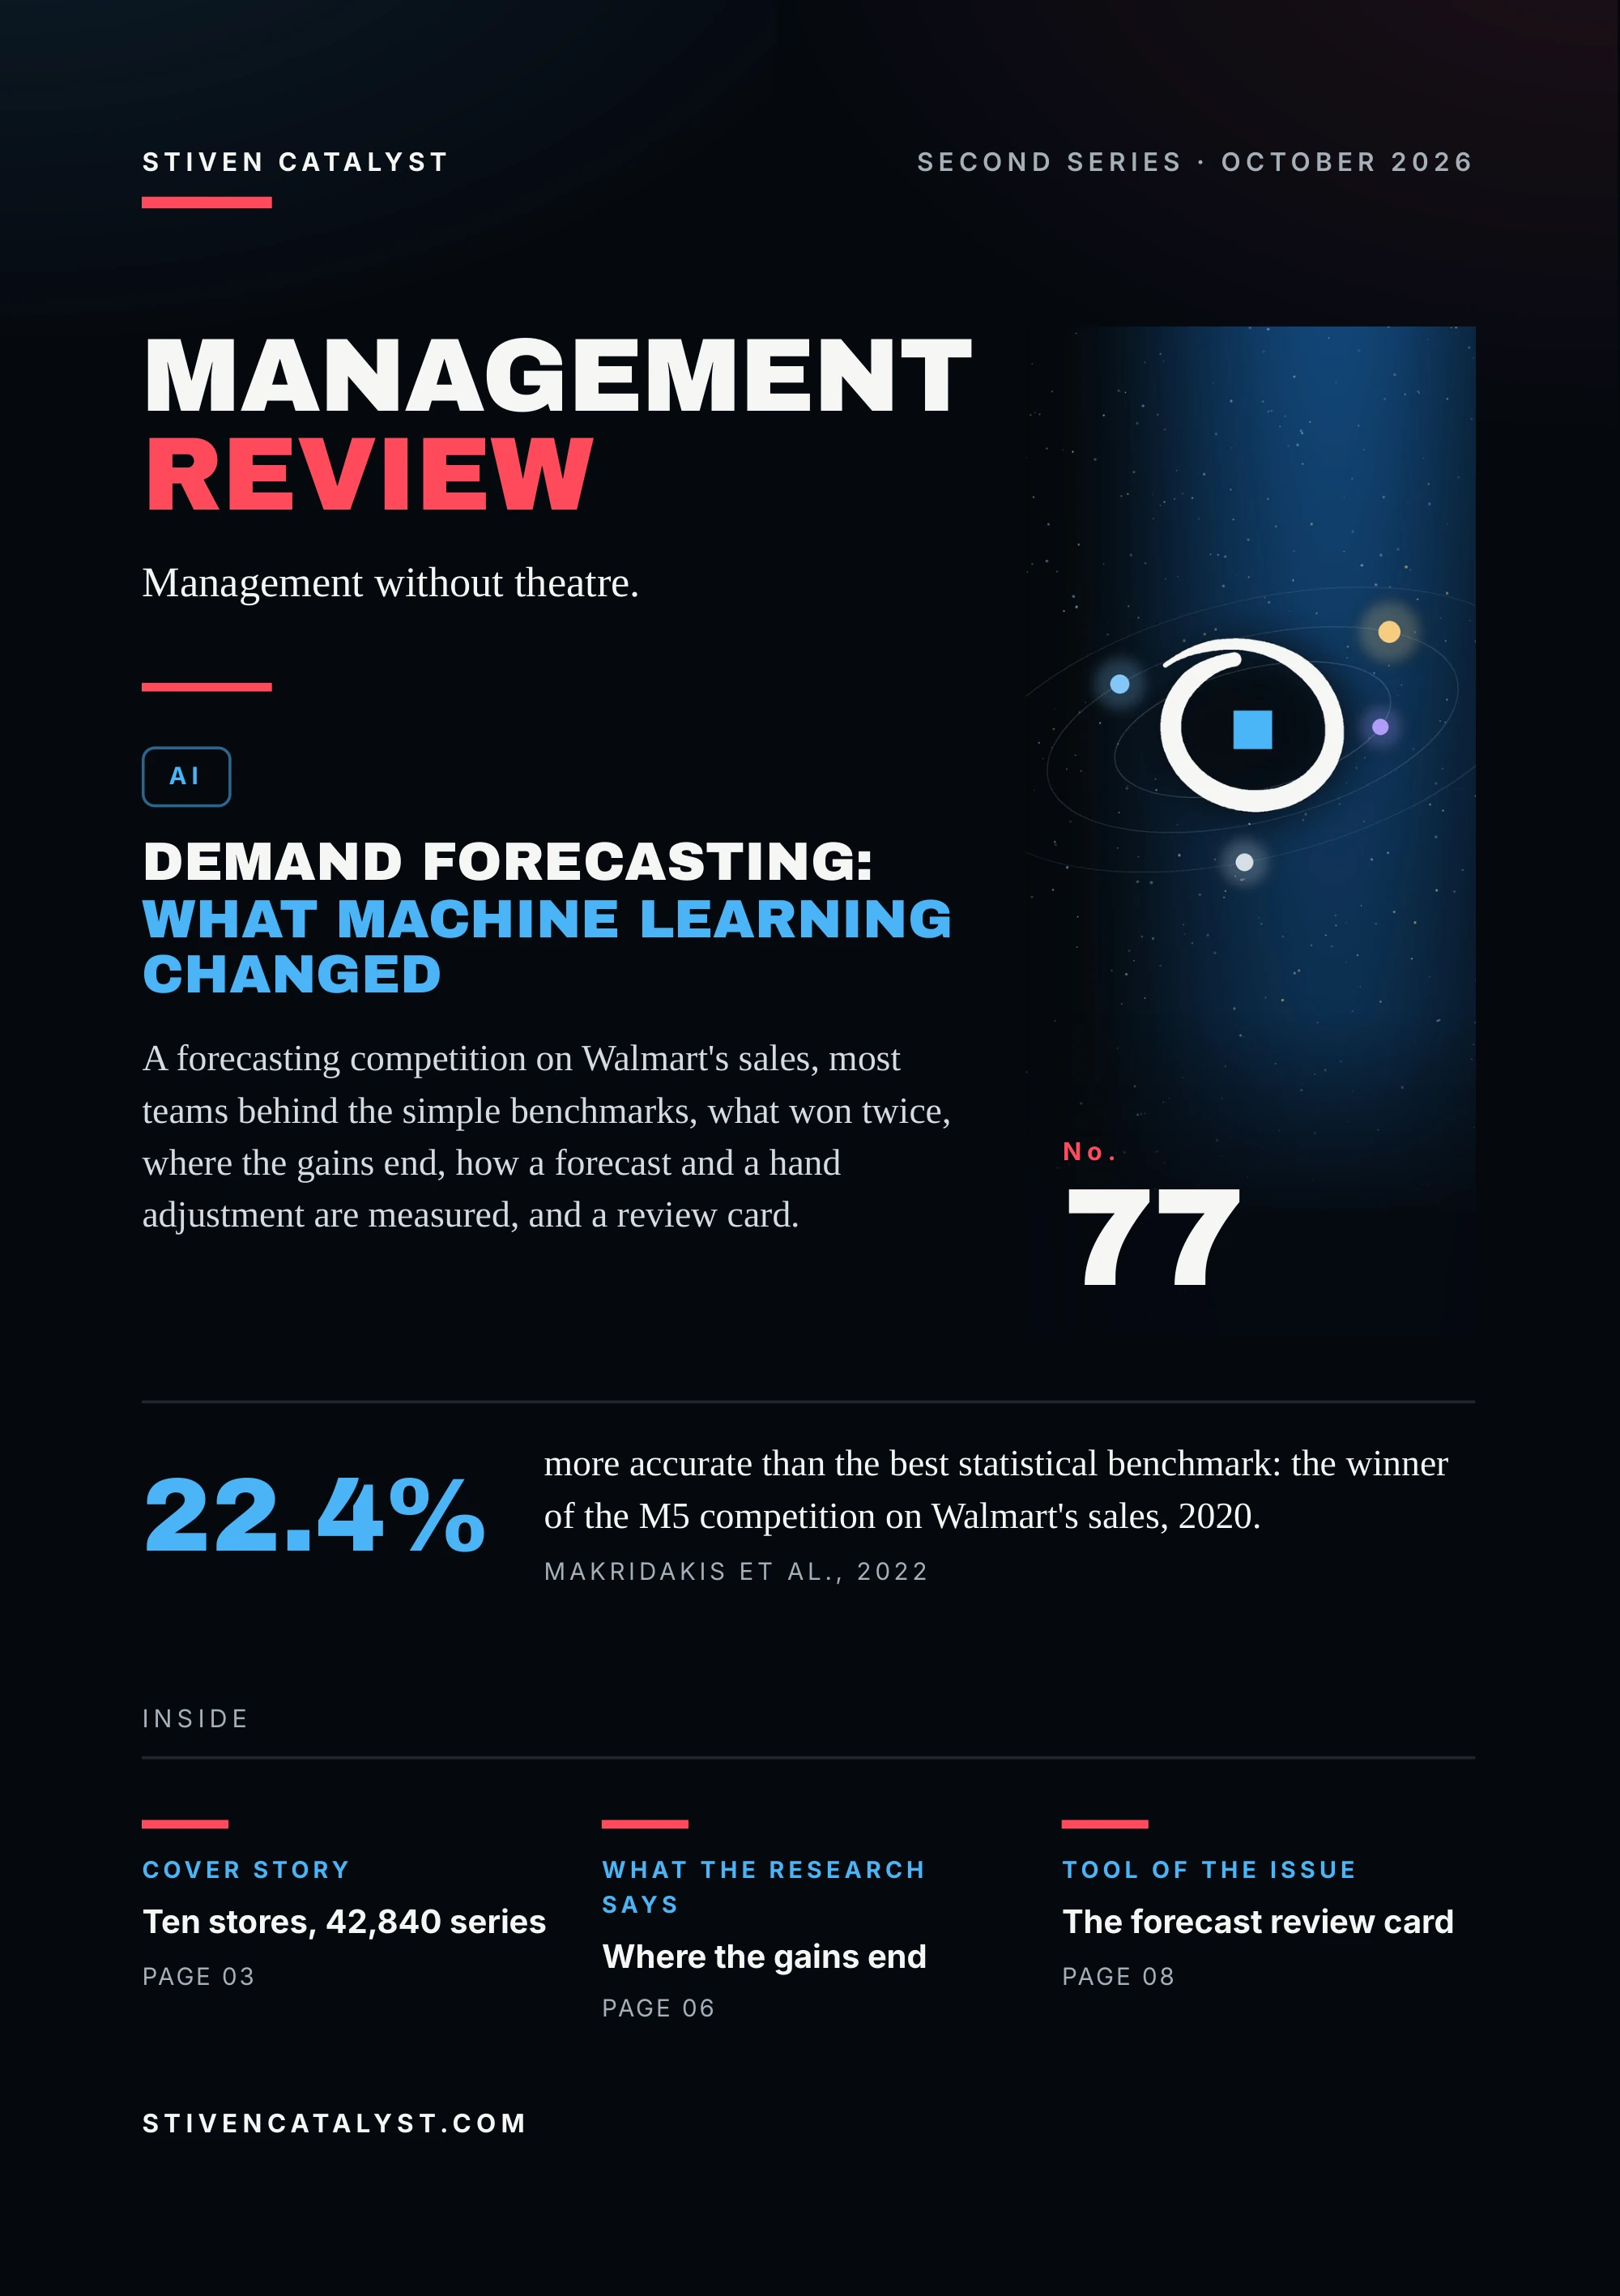 STIVEN CATALYST
SECOND SERIES · OCTOBER 2026
MANAGEMENT
REVIEW
Management without theatre.
AI
DEMAND FORECASTING:
WHAT MACHINE LEARNING
CHANGED
A forecasting competition on Walmart's sales, most
teams behind the simple benchmarks, what won twice,
where the gains end, how a forecast and a hand
adjustment are measured, and a review card.
No.
77
22.4%
more accurate than the best statistical benchmark: the winner
of the M5 competition on Walmart's sales, 2020.
MAKRIDAKIS ET AL., 2022
INSIDE
COVER STORY
Ten stores, 42,840 series
PAGE 03
WHAT THE RESEARCH
SAYS
Where the gains end
PAGE 06
TOOL OF THE ISSUE
The forecast review card
PAGE 08
STIVENCATALYST.COM